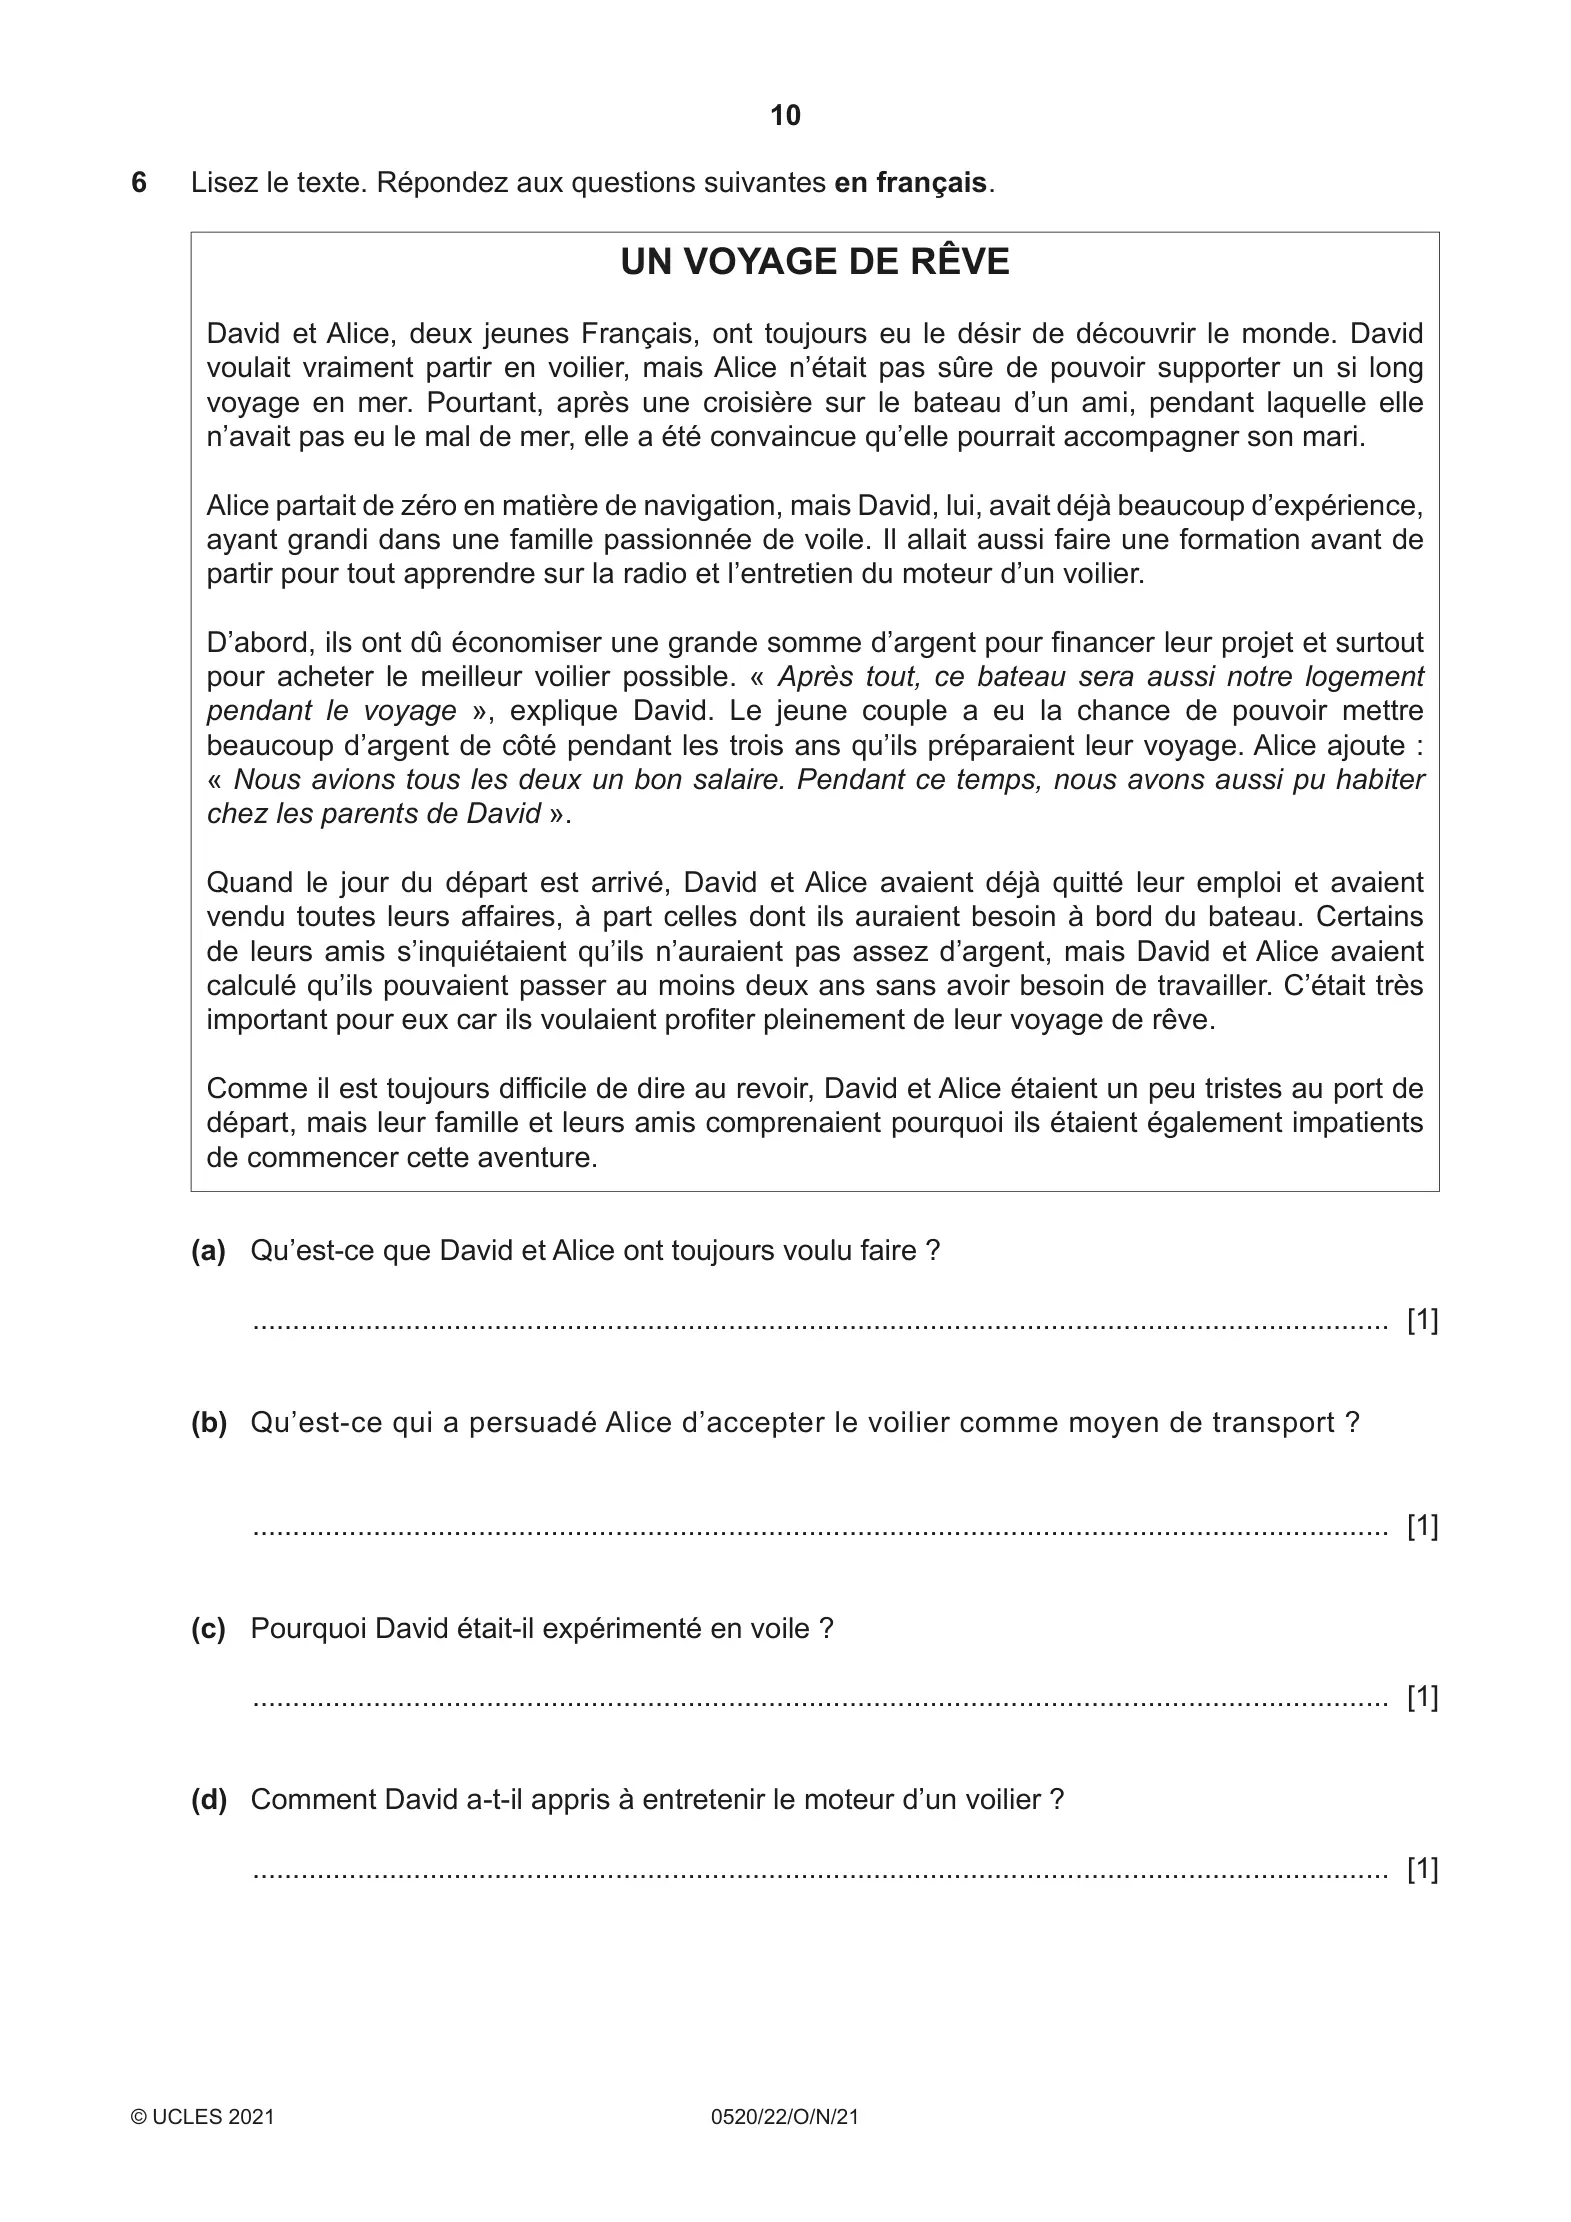 10
6 Lisez le texte. Répondez aux questions suivantes en français.
UN VOYAGE DE RÊVE
David et Alice, deux jeunes Français, ont toujours eu le désir de découvrir le monde. David
voulait vraiment partir en voilier, mais Alice n’était pas sûre de pouvoir supporter un si long
voyage en mer. Pourtant, après une croisière sur le bateau d’un ami, pendant laquelle elle
n’avait pas eu le mal de mer, elle a été convaincue qu’elle pourrait accompagner son mari.
Alice partait de zéro en matière de navigation, mais David, lui, avait déjà beaucoup d’expérience,
ayant grandi dans une famille passionnée de voile. Il allait aussi faire une formation avant de
partir pour tout apprendre sur la radio et l’entretien du moteur d’un voilier.
D’abord, ils ont dû économiser une grande somme d’argent pour financer leur projet et surtout
pour acheter le meilleur voilier possible. « Après tout, ce bateau sera aussi notre logement
pendant le voyage », explique David. Le jeune couple a eu la chance de pouvoir mettre
beaucoup d’argent de côté pendant les trois ans qu’ils préparaient leur voyage. Alice ajoute :
« Nous avions tous les deux un bon salaire. Pendant ce temps, nous avons aussi pu habiter
chez les parents de David ».
Quand le jour du départ est arrivé, David et Alice avaient déjà quitté leur emploi et avaient
vendu toutes leurs affaires, à part celles dont ils auraient besoin à bord du bateau. Certains
de leurs amis s’inquiétaient qu’ils n’auraient pas assez d’argent, mais David et Alice avaient
calculé qu’ils pouvaient passer au moins deux ans sans avoir besoin de travailler. C’était très
important pour eux car ils voulaient profiter pleinement de leur voyage de rêve.
Comme il est toujours difficile de dire au revoir, David et Alice étaient un peu tristes au port de
départ, mais leur famille et leurs amis comprenaient pourquoi ils étaient également impatients
de commencer cette aventure.
(a) Qu’est-ce que David et Alice ont toujours voulu faire ?
[1]
(b) Qu’est-ce qui a persuadé Alice d’accepter le voilier comme moyen de transport ?
[1]
(c) Pourquoi David était-il expérimenté en voile ?
[1]
(d) Comment David a-t-il appris à entretenir le moteur d’un voilier ?
[1]
© UCLES 2021 0520/22/O/N/21